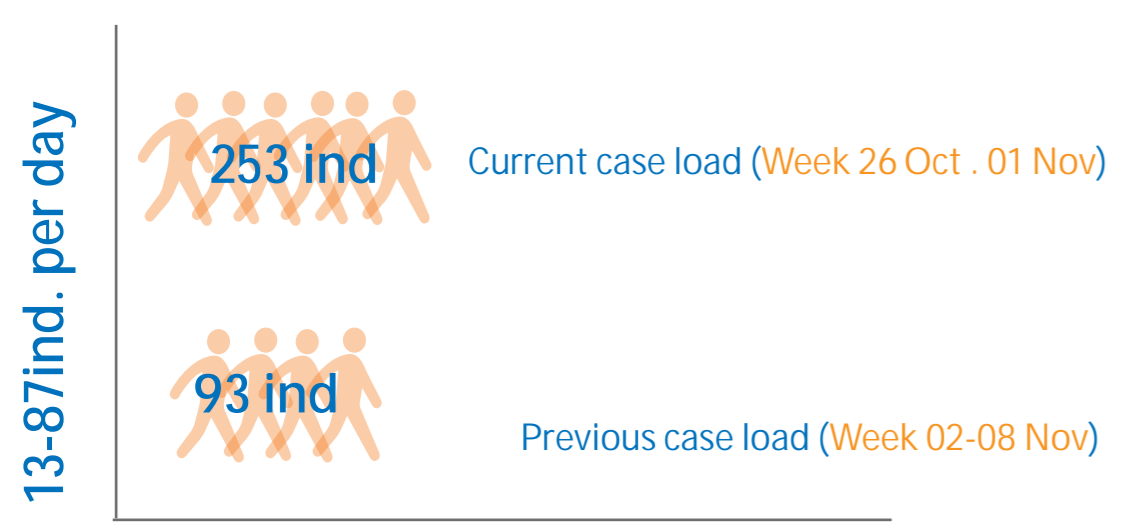 13-87ind. per day
253 ind
Current case load (Week 26 Oct . 01 Nov)
93 ind
Previous case load (Week 02-08 Nov)